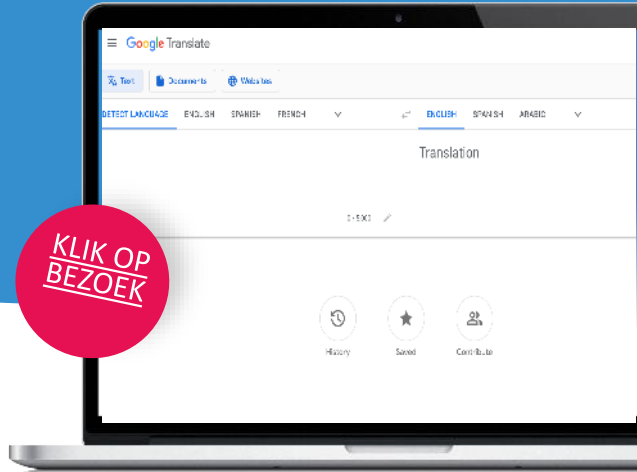 Google Translate
Text Documents Websites
DETECT LANGUAGE ENGLISH SPANISH FRENCH ENGLISH SPANISH ARABIC
Translation
KLIK OP
BEZOEK
History Saved Contribute